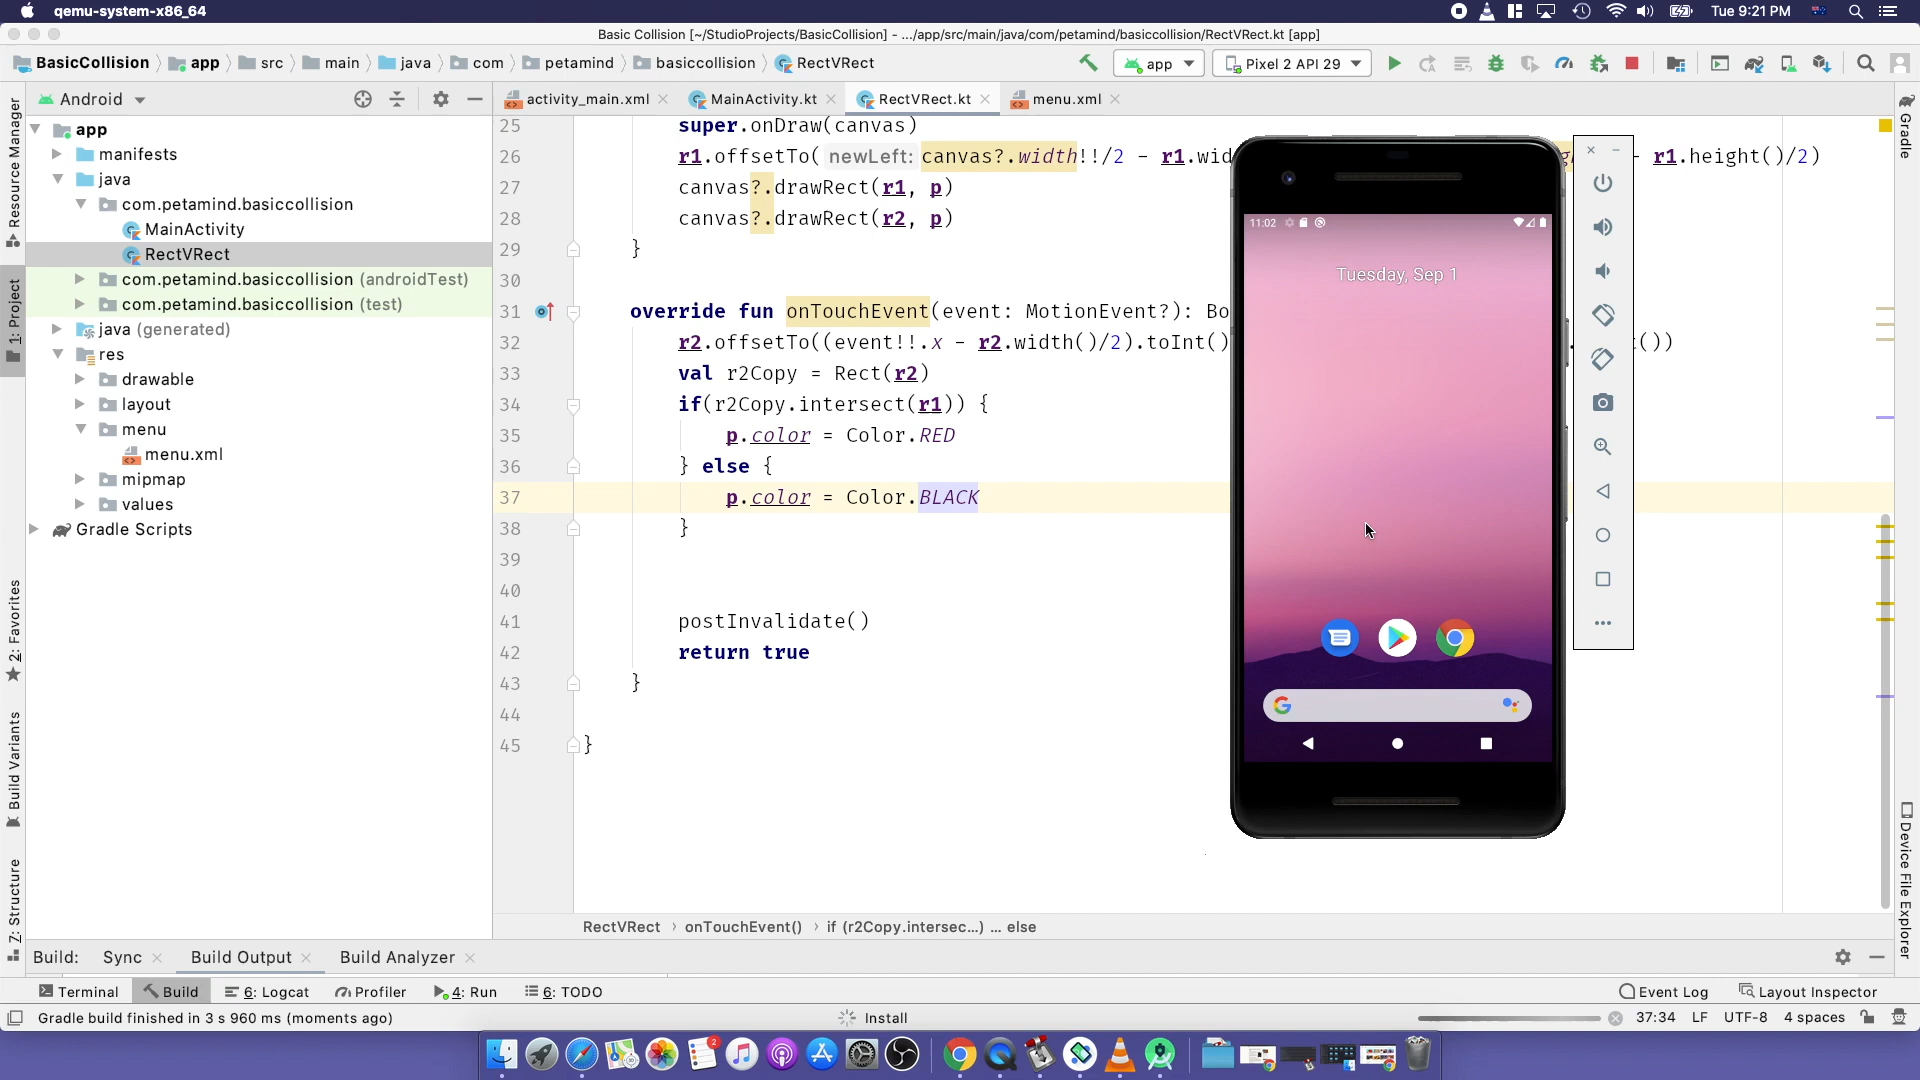 qemu-system-x86_64
Tue 9:21 PM
Basic Collision [~/StudioProjects/BasicCollision] - .../app/src/main/java/com/petamind/basiccollision/RectVRect.kt [app]
BasicCollision
app
src
main
java
com
petamind
basiccollision
RectVRect
app
Pixel 2 API 29
Android
activity_main.xml
MainActivity.kt
RectVRect.kt
menu.xml
Resource Manager
1: Project
2: Favorites
Build Variants
Z: Structure
Gradle
Device File Explorer
app
manifests
java
com.petamind.basiccollision
MainActivity
RectVRect
com.petamind.basiccollision (androidTest)
com.petamind.basiccollision (test)
java (generated)
res
drawable
layout
menu
menu.xml
mipmap
values
Gradle Scripts
25 super.onDraw(canvas)
26 r1.offsetTo( newLeft: canvas?.width!!/2 - r1.wid - r1.height()/2)
27 canvas?.drawRect(r1, p)
28 canvas?.drawRect(r2, p)
29 }
30
31 override fun onTouchEvent(event: MotionEvent?): Bo
32 r2.offsetTo((event!!.x - r2.width()/2).toInt() t())
33 val r2Copy = Rect(r2)
34 if(r2Copy.intersect(r1)) {
35 p.color = Color.RED
36 } else {
37 p.color = Color.BLACK
38 }
39
40
41 postInvalidate()
42 return true
43 }
44
45 }
11:02
Tuesday, Sep 1
RectVRect › onTouchEvent() › if (r2Copy.intersec...) ... else
Build: Sync Build Output Build Analyzer
Terminal Build 6: Logcat Profiler 4: Run 6: TODO
Event Log Layout Inspector
Gradle build finished in 3 s 960 ms (moments ago)
Install
37:34 LF UTF-8 4 spaces
2